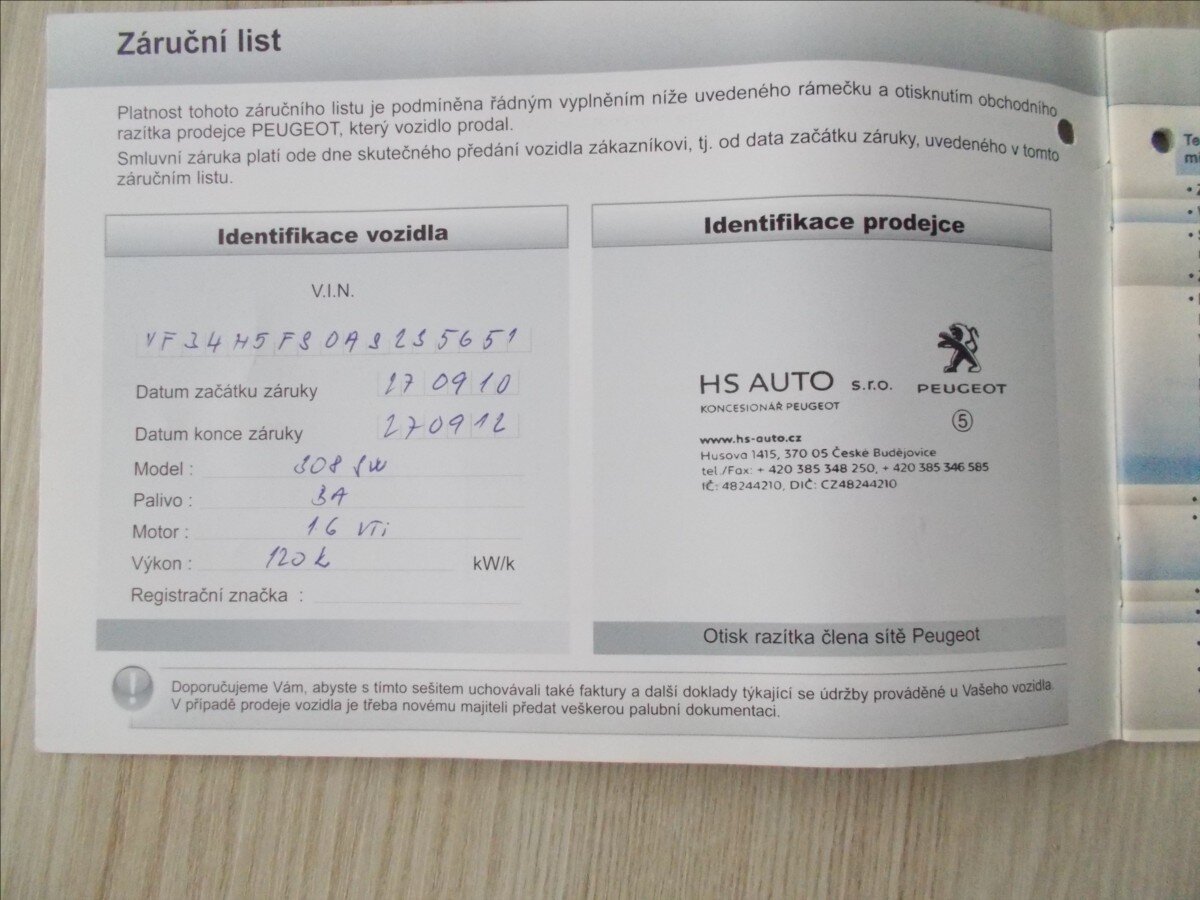 Záruční list
Platnost tohoto záručního listu je podmíněna řádným vyplněním níže uvedeného rámečku a otisknutím obchodního
razítka prodejce PEUGEOT, který vozidlo prodal.
Smluvní záruka platí ode dne skutečného předání vozidla zákazníkovi, tj. od data začátku záruky, uvedeného v tomto
záručním listu.
Identifikace vozidla
V.I.N.
VF34H5FS0AS235651
Datum začátku záruky 270910
Datum konce záruky 270912
Model : 308 SW
Palivo : BA
Motor : 16 VTi
Výkon : 120k kW/k
Registrační značka :
Identifikace prodejce
HS AUTO s.r.o.
KONCESIONÁŘ PEUGEOT
PEUGEOT
5
www.hs-auto.cz
Husova 1415, 370 05 České Budějovice
tel./Fax: + 420 385 348 250, + 420 385 346 585
IČ: 48244210, DIČ: CZ48244210
Otisk razítka člena sítě Peugeot
Doporučujeme Vám, abyste s tímto sešitem uchovávali také faktury a další doklady týkající se údržby prováděné u Vašeho vozidla.
V případě prodeje vozidla je třeba novému majiteli předat veškerou palubní dokumentaci.